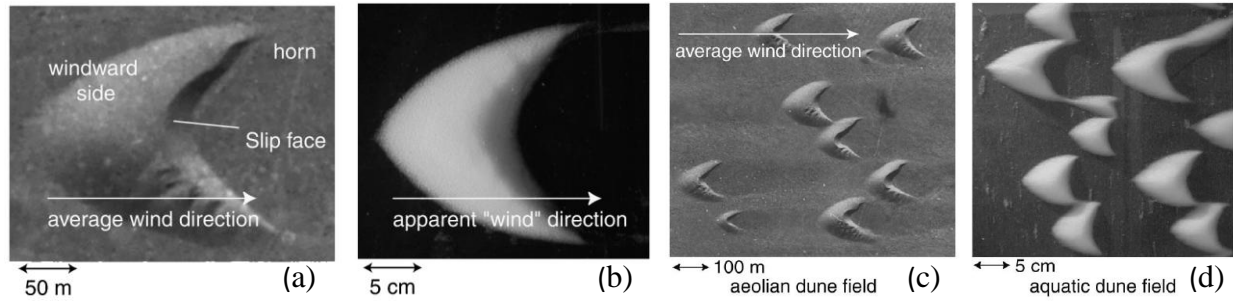 windward
side
horn
Slip face
average wind direction
50 m
(a)
apparent "wind" direction
5 cm
(b)
average wind direction
100 m
aeolian dune field
(c)
5 cm
aquatic dune field
(d)